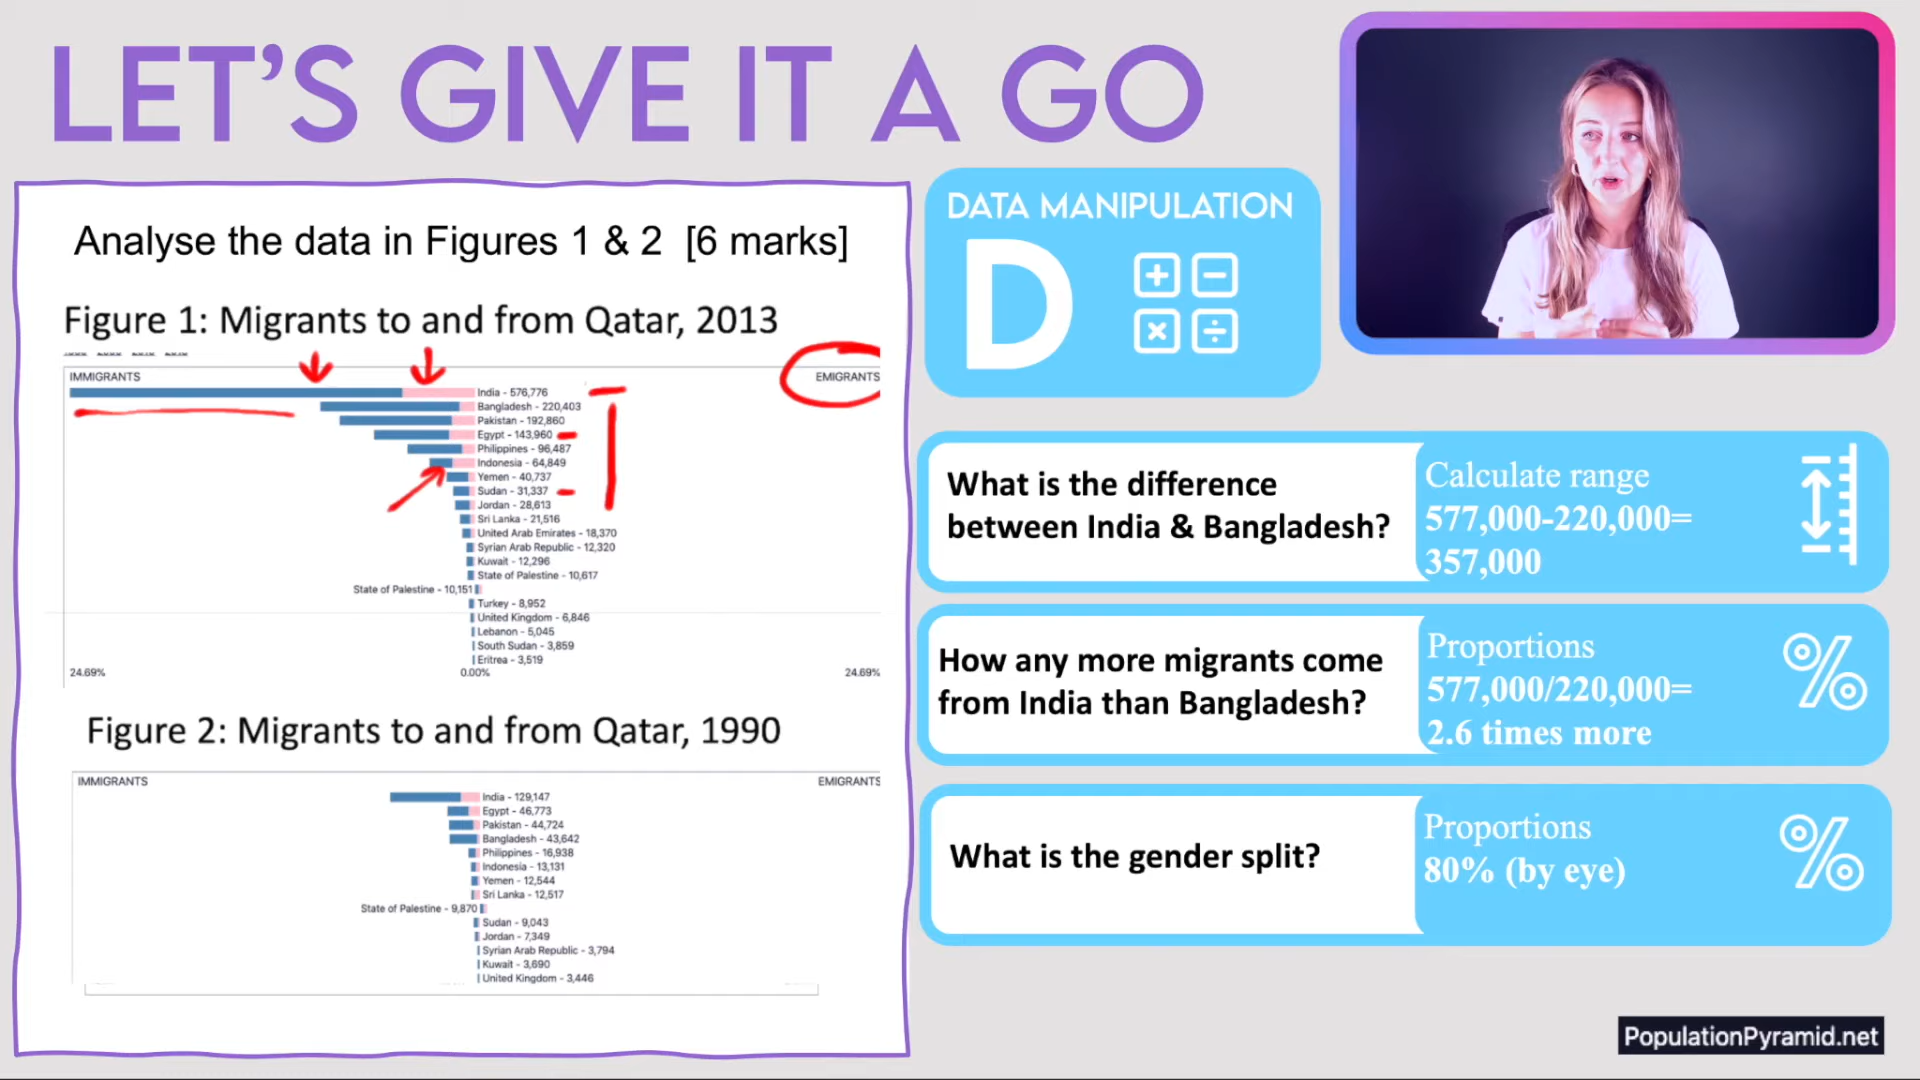 LET'S GIVE IT A GO
Analyse the data in Figures 1 & 2 [6 marks]
Figure 1: Migrants to and from Qatar, 2013
IMMIGRANTS
EMIGRANTS
India - 576,776
Bangladesh - 220,403
Pakistan - 192,860
Egypt - 143,960
Philippines - 96,487
Indonesia - 64,849
Yemen - 40,737
Sudan - 31,337
Jordan - 28,613
Sri Lanka - 21,516
United Arab Emirates - 18,370
Syrian Arab Republic - 12,320
Kuwait - 12,296
State of Palestine - 10,617
State of Palestine - 10,151
Turkey - 8,952
United Kingdom - 6,846
Lebanon - 5,045
South Sudan - 3,859
Eritrea - 3,519
24.69%
0.00%
24.69%
Figure 2: Migrants to and from Qatar, 1990
IMMIGRANTS
EMIGRANTS
India - 129,147
Egypt - 46,773
Pakistan - 44,724
Bangladesh - 43,642
Philippines - 16,938
Indonesia - 13,131
Yemen - 12,544
Sri Lanka - 12,517
State of Palestine - 9,870
Sudan - 9,043
Jordan - 7,349
Syrian Arab Republic - 3,794
Kuwait - 3,690
United Kingdom - 3,446
DATA MANIPULATION
D
What is the difference
between India & Bangladesh?
Calculate range
577,000-220,000=
357,000
How any more migrants come
from India than Bangladesh?
Proportions
577,000/220,000=
2.6 times more
What is the gender split?
Proportions
80% (by eye)
PopulationPyramid.net